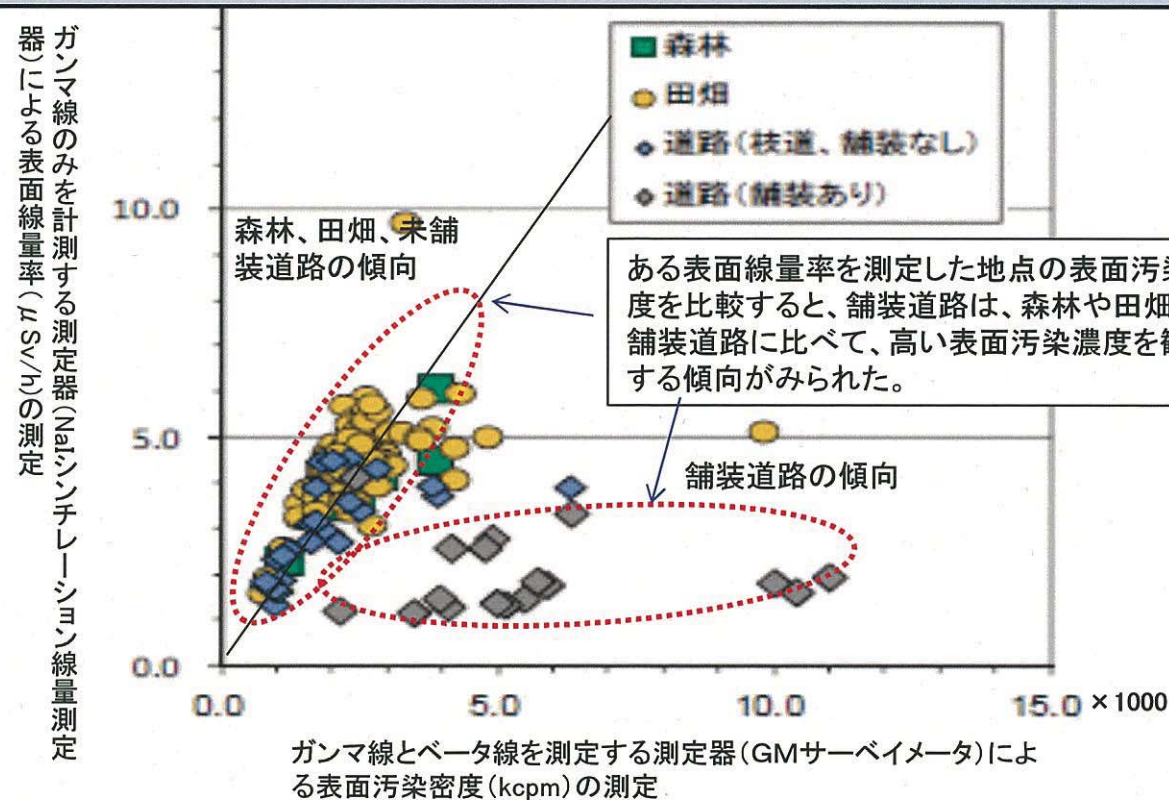 ガンマ線のみを計測する測定器(NaIシンチレーション線量測定
器)による表面線量率(μSv/h)の測定
森林
田畑
道路(枝道、舗装なし)
道路(舗装あり)
10.0
5.0
0.0
森林、田畑、未舗
装道路の傾向
ある表面線量率を測定した地点の表面汚染
度を比較すると、舗装道路は、森林や田畑
舗装道路に比べて、高い表面汚染濃度を
する傾向がみられた。
舗装道路の傾向
0.0
5.0
10.0
15.0 ×1000
ガンマ線とベータ線を測定する測定器(GMサーベイメータ)によ
る表面汚染密度(kcpm)の測定